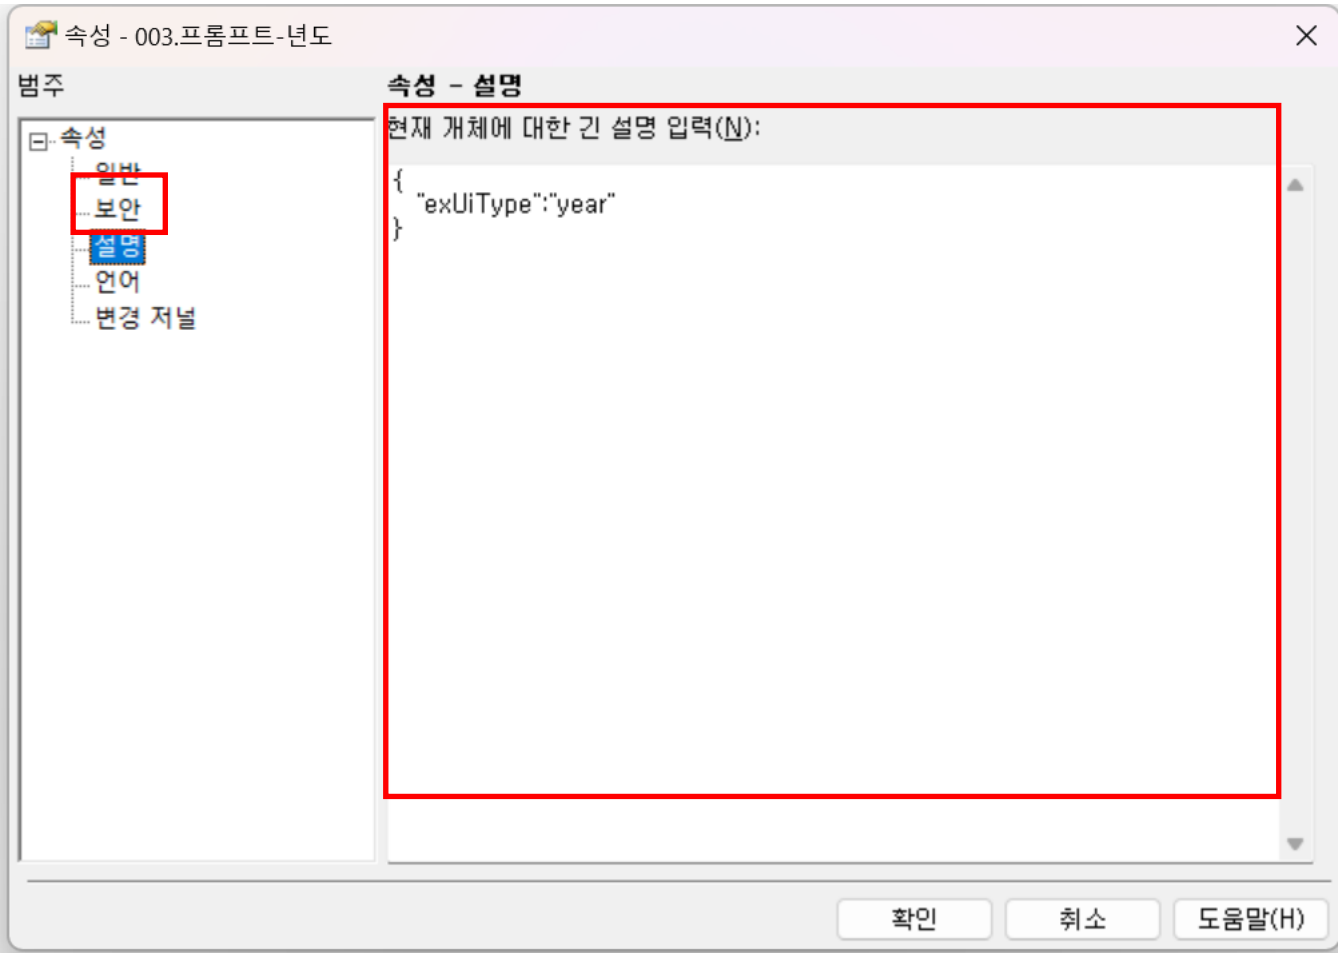 속성 - 003.프롬프트-년도
범주
속성 - 설명
속성
일반
보안
설명
언어
변경 저널
현재 개체에 대한 긴 설명 입력(N):
{
"exUiType":"year"
}
확인
취소
도움말(H)